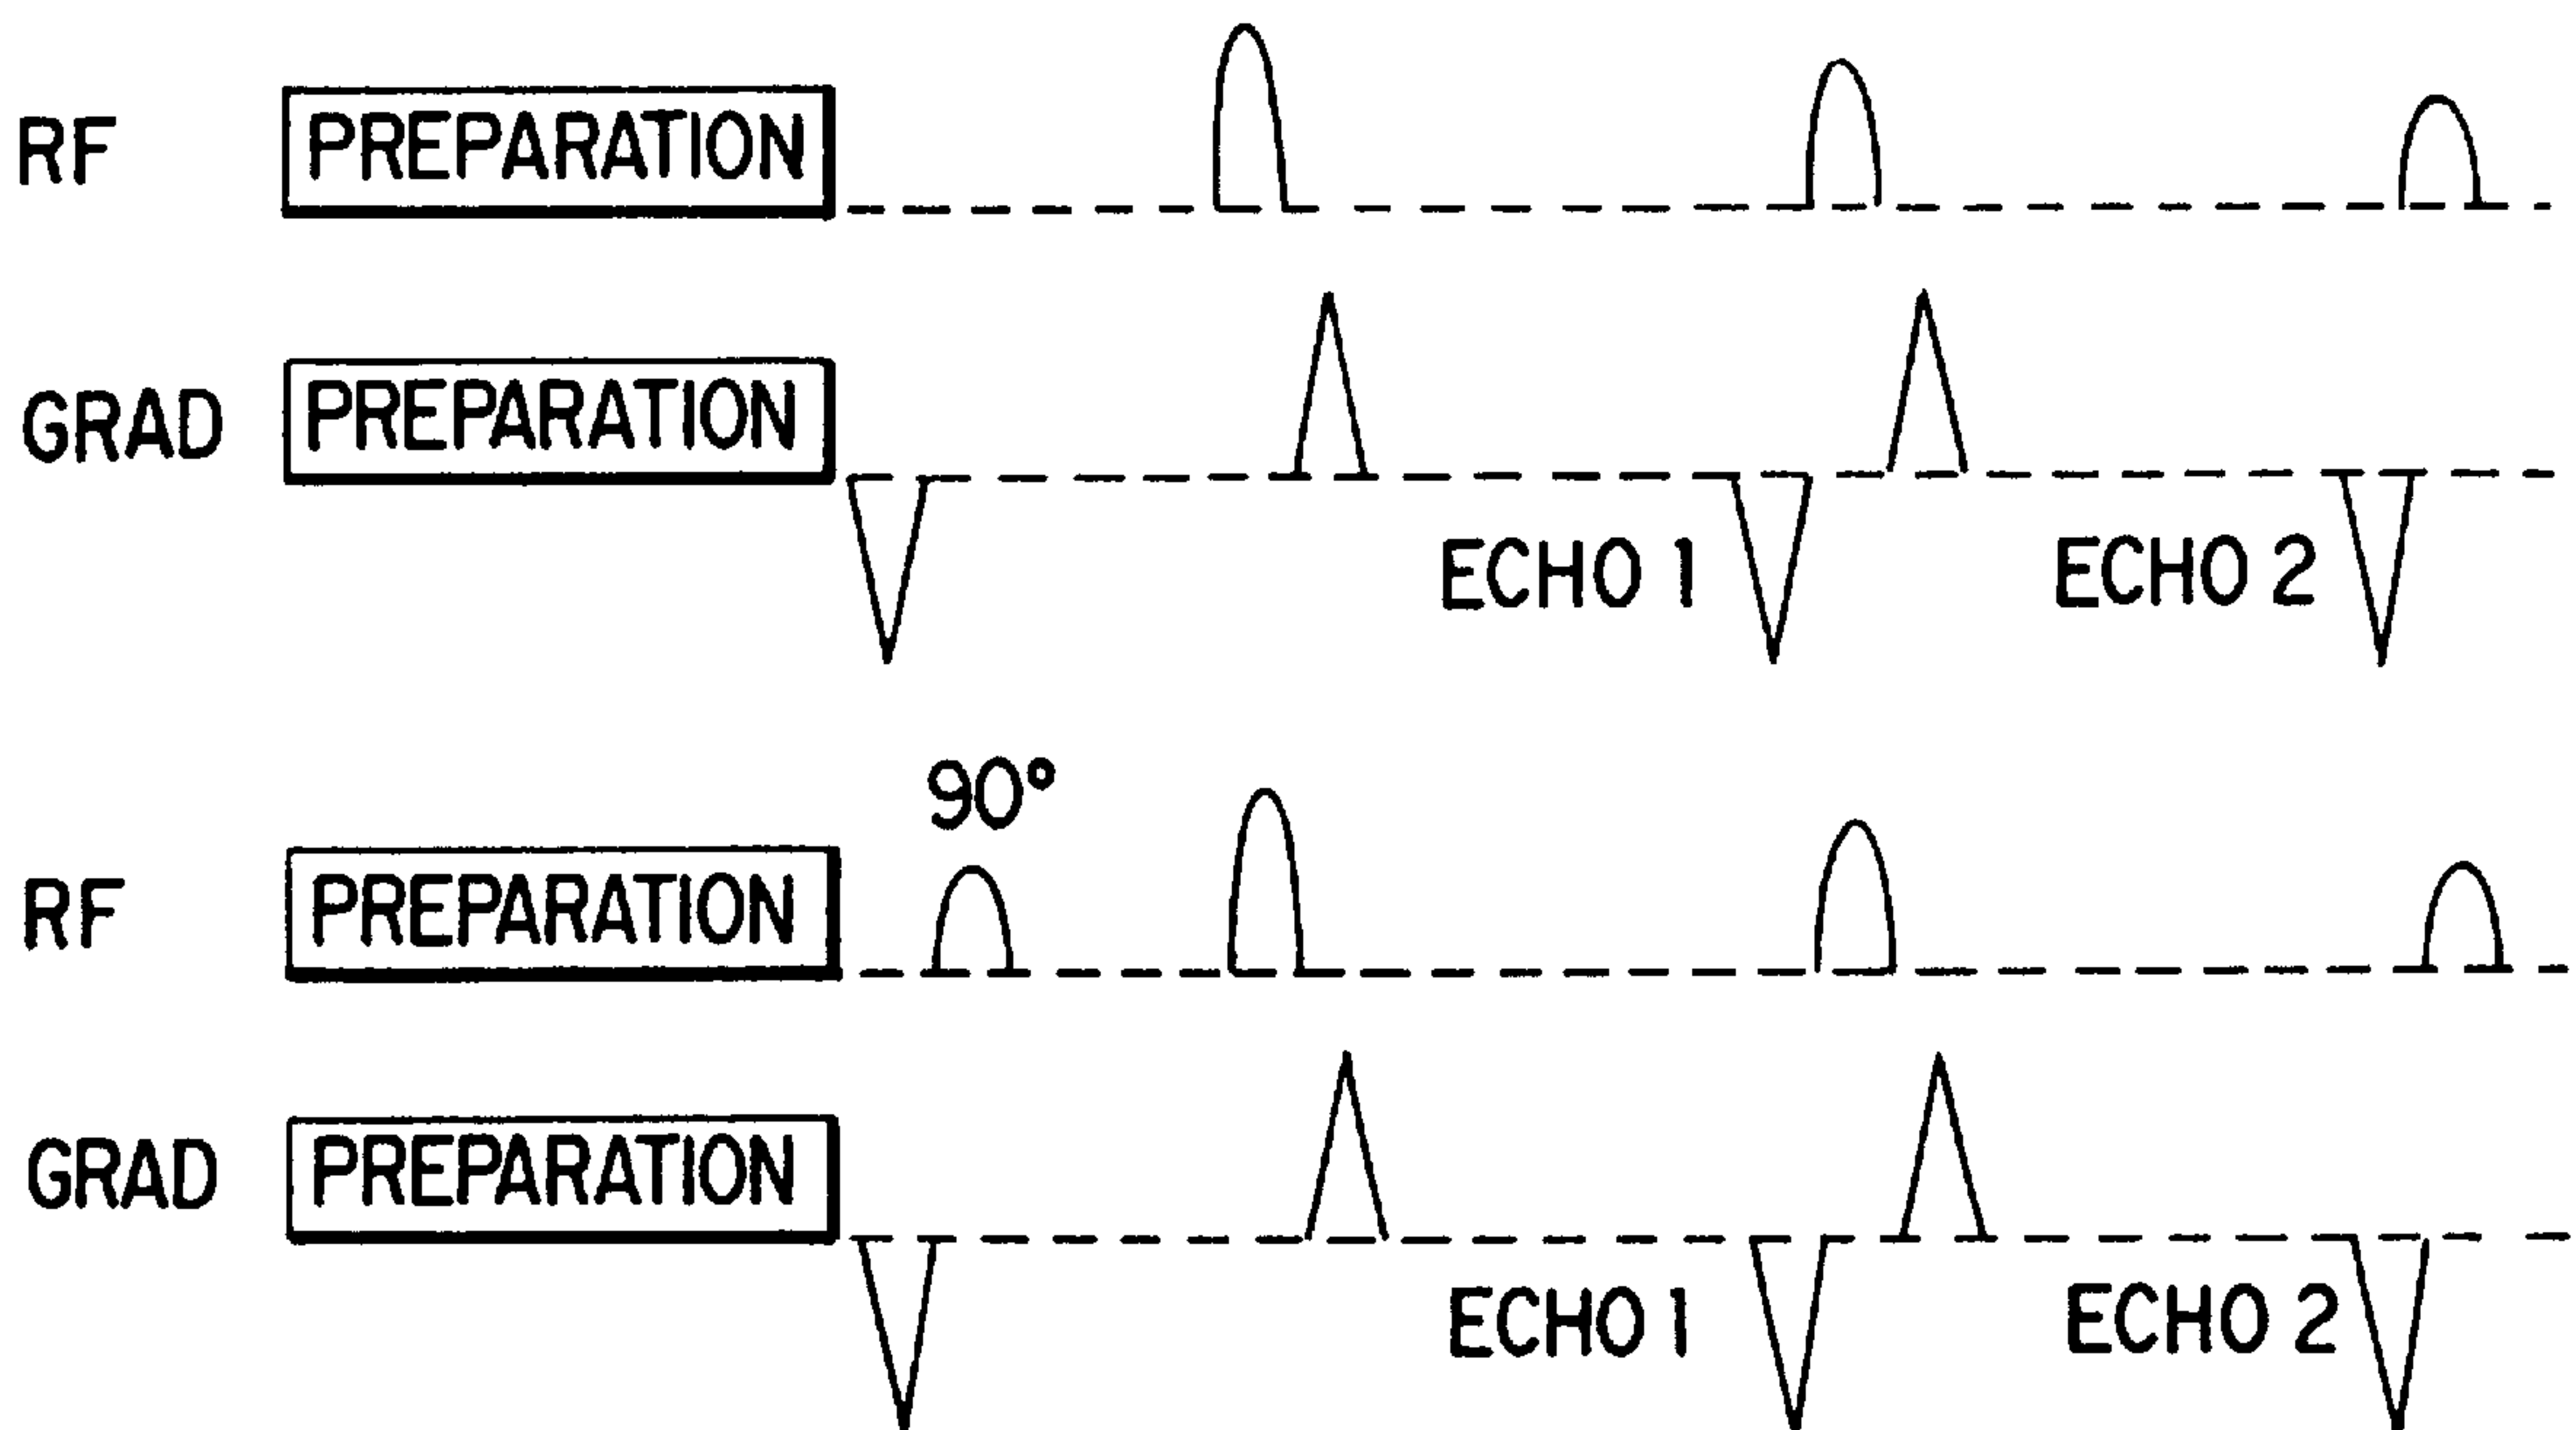 RF PREPARATION
GRAD PREPARATION
ECHO 1 ECHO 2
90°
RF PREPARATION
GRAD PREPARATION
ECHO 1 ECHO 2